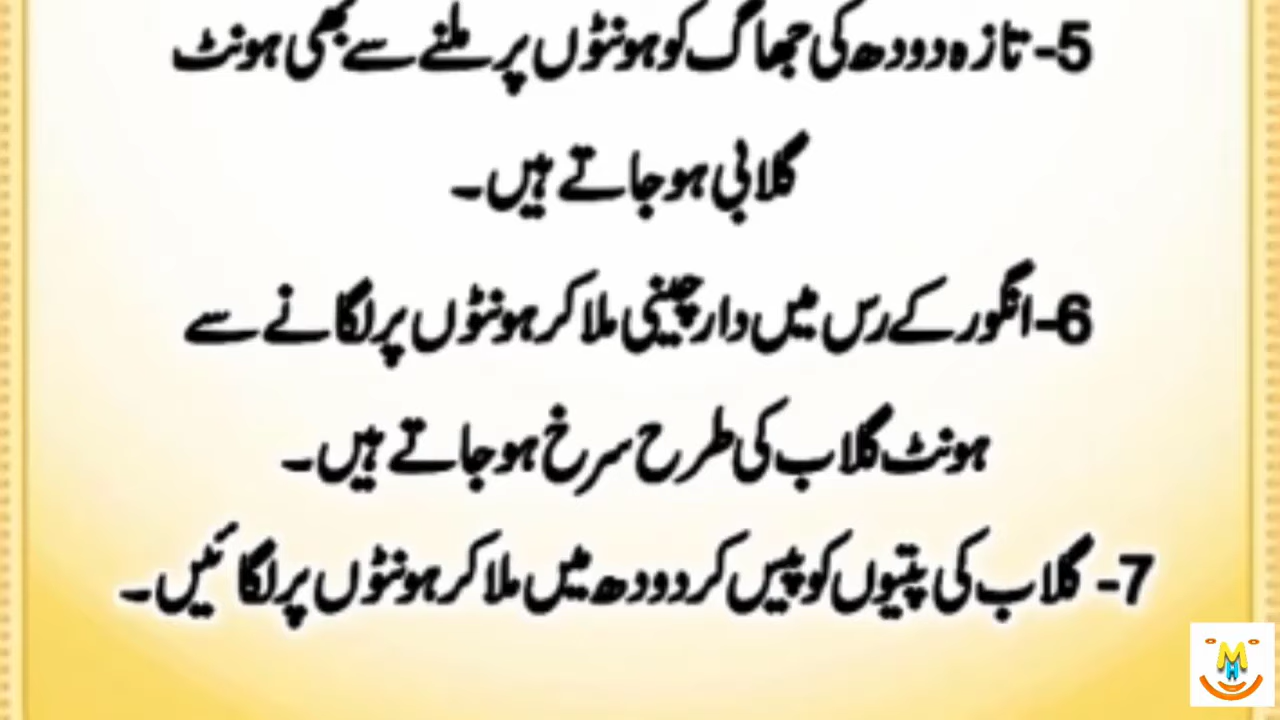 5- تازہ دودھ کی جھاگ کو ہونٹوں پر ملنے سے بھی ہونٹ
گلابی ہو جاتے ہیں۔
6- انگور کے رس میں دار چینی ملا کر ہونٹوں پر لگانے سے
ہونٹ گلاب کی طرح سرخ ہو جاتے ہیں۔
7- گلاب کی پتیوں کو پیس کر دودھ میں ملا کر ہونٹوں پر لگائیں۔
M
H